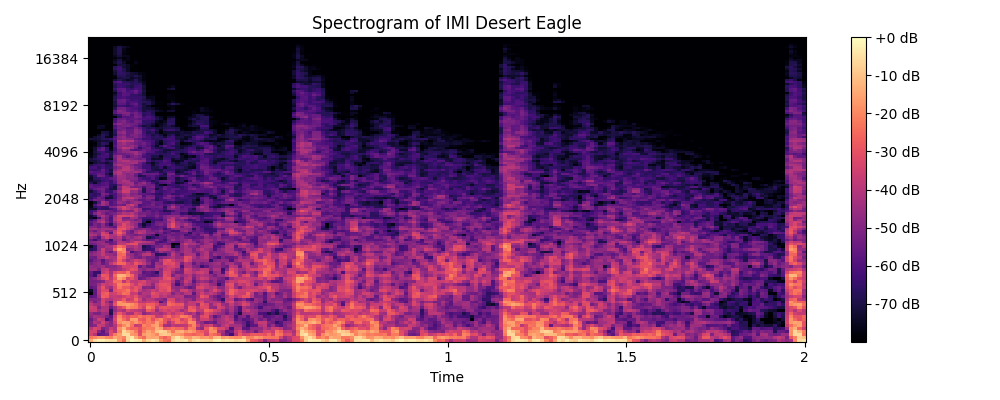 Spectrogram of IMI Desert Eagle
Hz
16384
8192
4096
2048
1024
512
0
0 0.5 1 1.5 2
Time
+0 dB
-10 dB
-20 dB
-30 dB
-40 dB
-50 dB
-60 dB
-70 dB